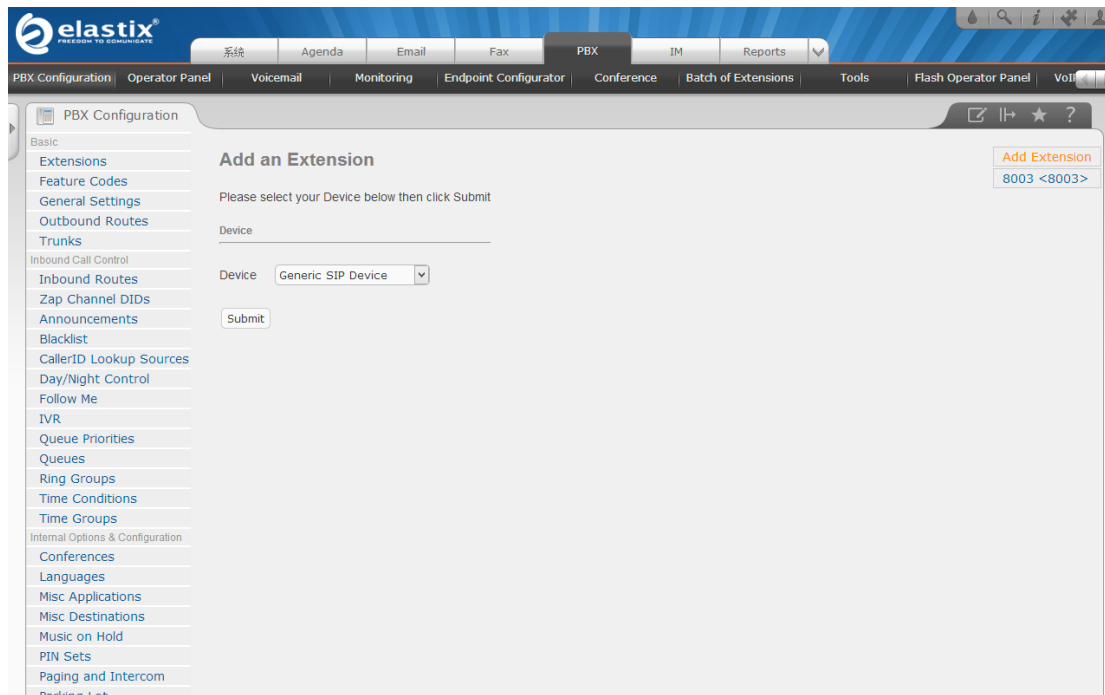 elastix®
FREEDOM TO COMUNICATE
系统 Agenda Email Fax PBX IM Reports
PBX Configuration Operator Panel Voicemail Monitoring Endpoint Configurator Conference Batch of Extensions Tools Flash Operator Panel
PBX Configuration
Basic
Extensions
Feature Codes
General Settings
Outbound Routes
Trunks
Inbound Call Control
Inbound Routes
Zap Channel DIDs
Announcements
Blacklist
CallerID Lookup Sources
Day/Night Control
Follow Me
IVR
Queue Priorities
Queues
Ring Groups
Time Conditions
Time Groups
Internal Options & Configuration
Conferences
Languages
Misc Applications
Misc Destinations
Music on Hold
PIN Sets
Paging and Intercom
Parking Lot
Add an Extension
Please select your Device below then click Submit
Device
Device Generic SIP Device
Submit
Add Extension
8003 <8003>